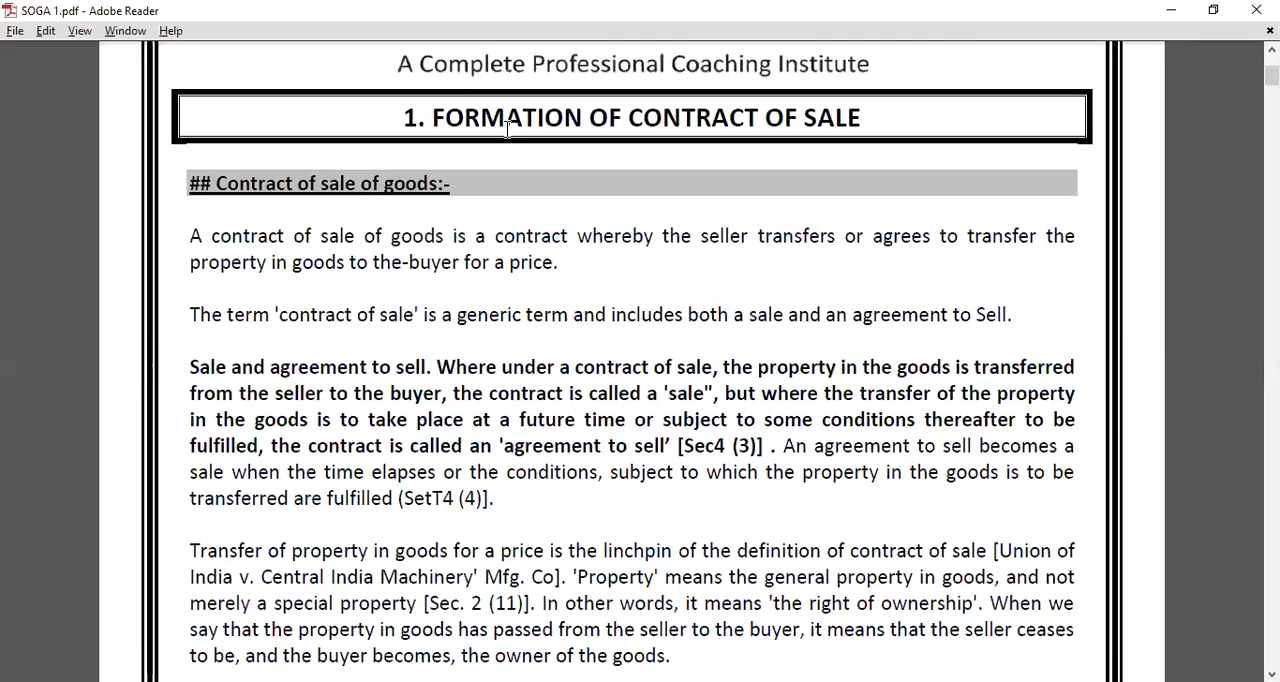 SOGA 1.pdf - Adobe Reader
File Edit View Window Help
A Complete Professional Coaching Institute
1. FORMATION OF CONTRACT OF SALE
## Contract of sale of goods:-
A contract of sale of goods is a contract whereby the seller transfers or agrees to transfer the
property in goods to the-buyer for a price.
The term 'contract of sale' is a generic term and includes both a sale and an agreement to Sell.
Sale and agreement to sell. Where under a contract of sale, the property in the goods is transferred
from the seller to the buyer, the contract is called a 'sale", but where the transfer of the property
in the goods is to take place at a future time or subject to some conditions thereafter to be
fulfilled, the contract is called an 'agreement to sell’ [Sec4 (3)] . An agreement to sell becomes a
sale when the time elapses or the conditions, subject to which the property in the goods is to be
transferred are fulfilled (SetT4 (4)].
Transfer of property in goods for a price is the linchpin of the definition of contract of sale [Union of
India v. Central India Machinery' Mfg. Co]. 'Property' means the general property in goods, and not
merely a special property [Sec. 2 (11)]. In other words, it means 'the right of ownership'. When we
say that the property in goods has passed from the seller to the buyer, it means that the seller ceases
to be, and the buyer becomes, the owner of the goods.